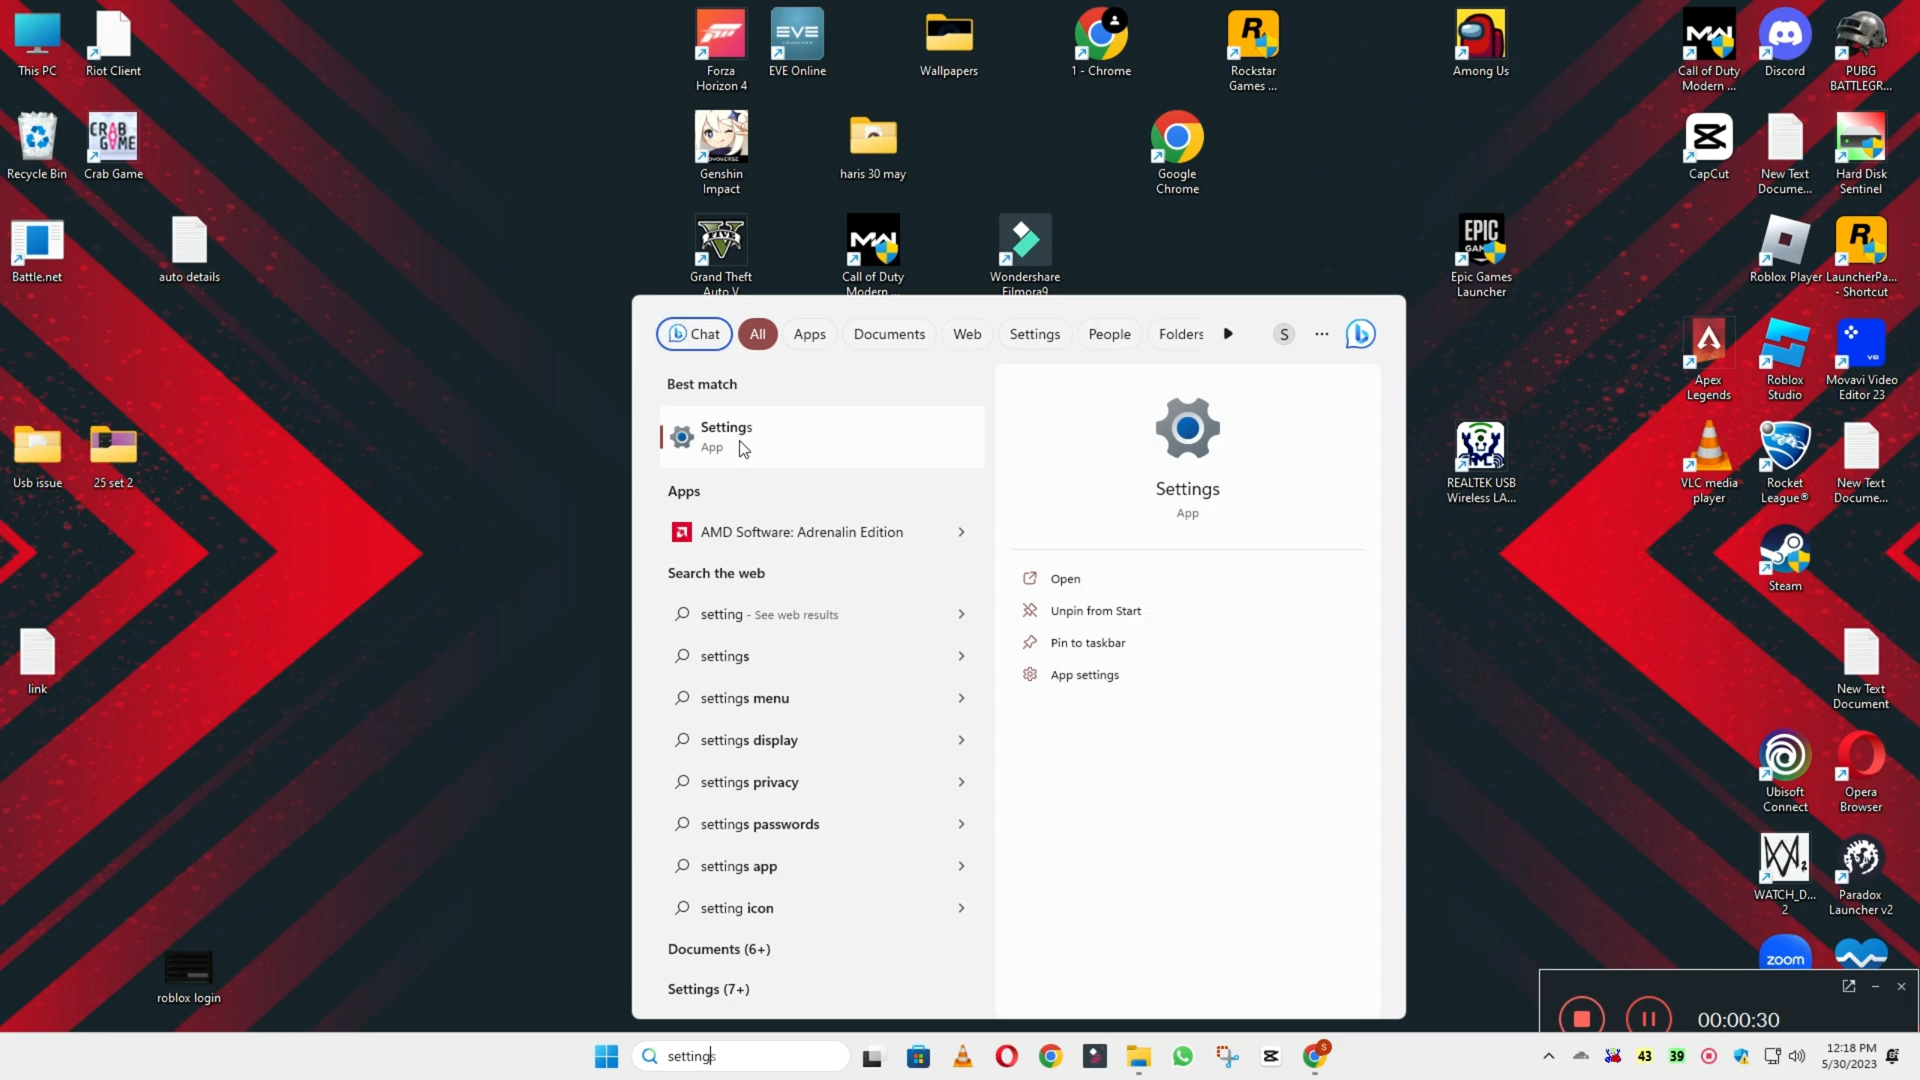 This PC
Riot Client
Forza
Horizon 4
EVE Online
Wallpapers
1 - Chrome
Rockstar
Games ...
Among Us
Call of Duty
Modern ...
Discord
PUBG
BATTLEGR...
Recycle Bin
Crab Game
Genshin
Impact
haris 30 may
Google
Chrome
CapCut
New Text
Docume...
Hard Disk
Sentinel
Battle.net
auto details
Grand Theft
Auto V
Call of Duty
Modern ...
Wondershare
Filmora9
Epic Games
Launcher
Roblox Player
LauncherPa...
- Shortcut
Chat
All
Apps
Documents
Web
Settings
People
Folders
S
Best match
Settings
App
Apps
AMD Software: Adrenalin Edition
Search the web
setting - See web results
settings
settings menu
settings display
settings privacy
settings passwords
settings app
setting icon
Documents (6+)
Settings (7+)
Settings
App
Open
Unpin from Start
Pin to taskbar
App settings
Apex
Legends
Roblox
Studio
Movavi Video
Editor 23
Usb issue
25 set 2
REALTEK USB
Wireless LA...
VLC media
player
Rocket
League®
New Text
Docume...
Steam
link
New Text
Document
Ubisoft
Connect
Opera
Browser
WATCH_D...
2
Paradox
Launcher v2
roblox login
zoom
00:00:30
settings
43
39
12:18 PM
5/30/2023